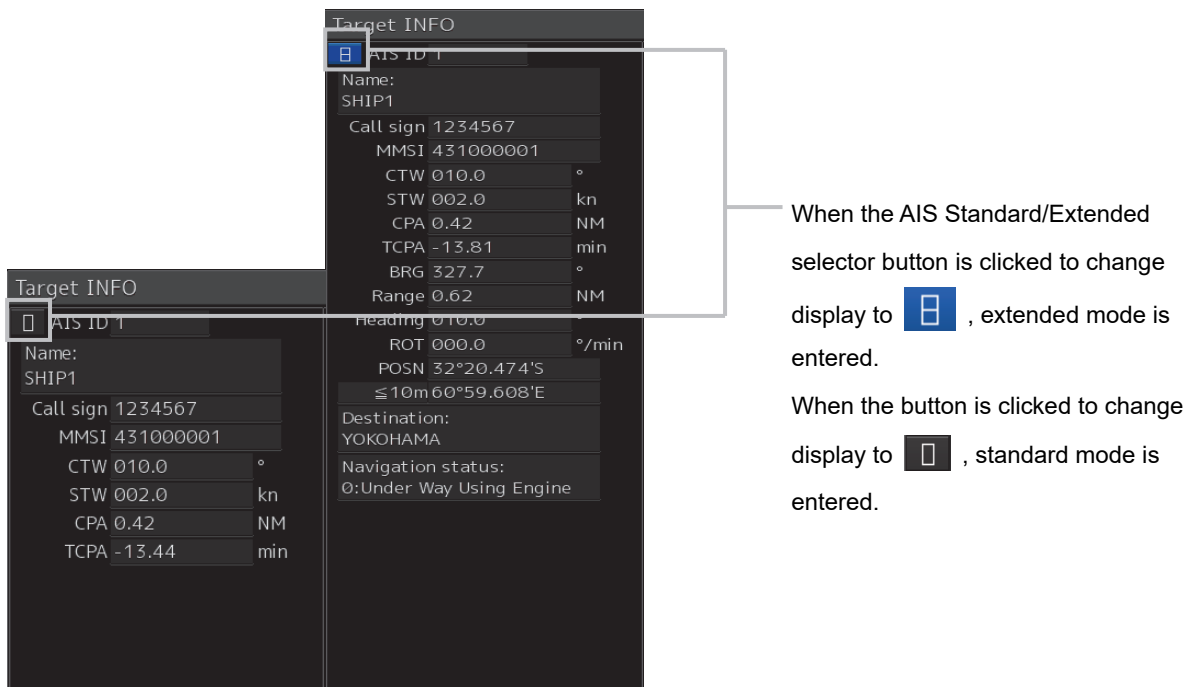 Target INFO
AIS ID 1
Name:
SHIP1
Call sign 1234567
MMSI 431000001
CTW 010.0 °
STW 002.0 kn
CPA 0.42 NM
TCPA -13.81 min
BRG 327.7 °
Range 0.62 NM
Heading 010.0 °
ROT 000.0 °/min
POSN 32°20.474'S
≦10m 60°59.608'E
Destination:
YOKOHAMA
Navigation status:
0:Under Way Using Engine
Target INFO
AIS ID 1
Name:
SHIP1
Call sign 1234567
MMSI 431000001
CTW 010.0 °
STW 002.0 kn
CPA 0.42 NM
TCPA -13.44 min
When the AIS Standard/Extended
selector button is clicked to change
display to , extended mode is
entered.
When the button is clicked to change
display to , standard mode is
entered.